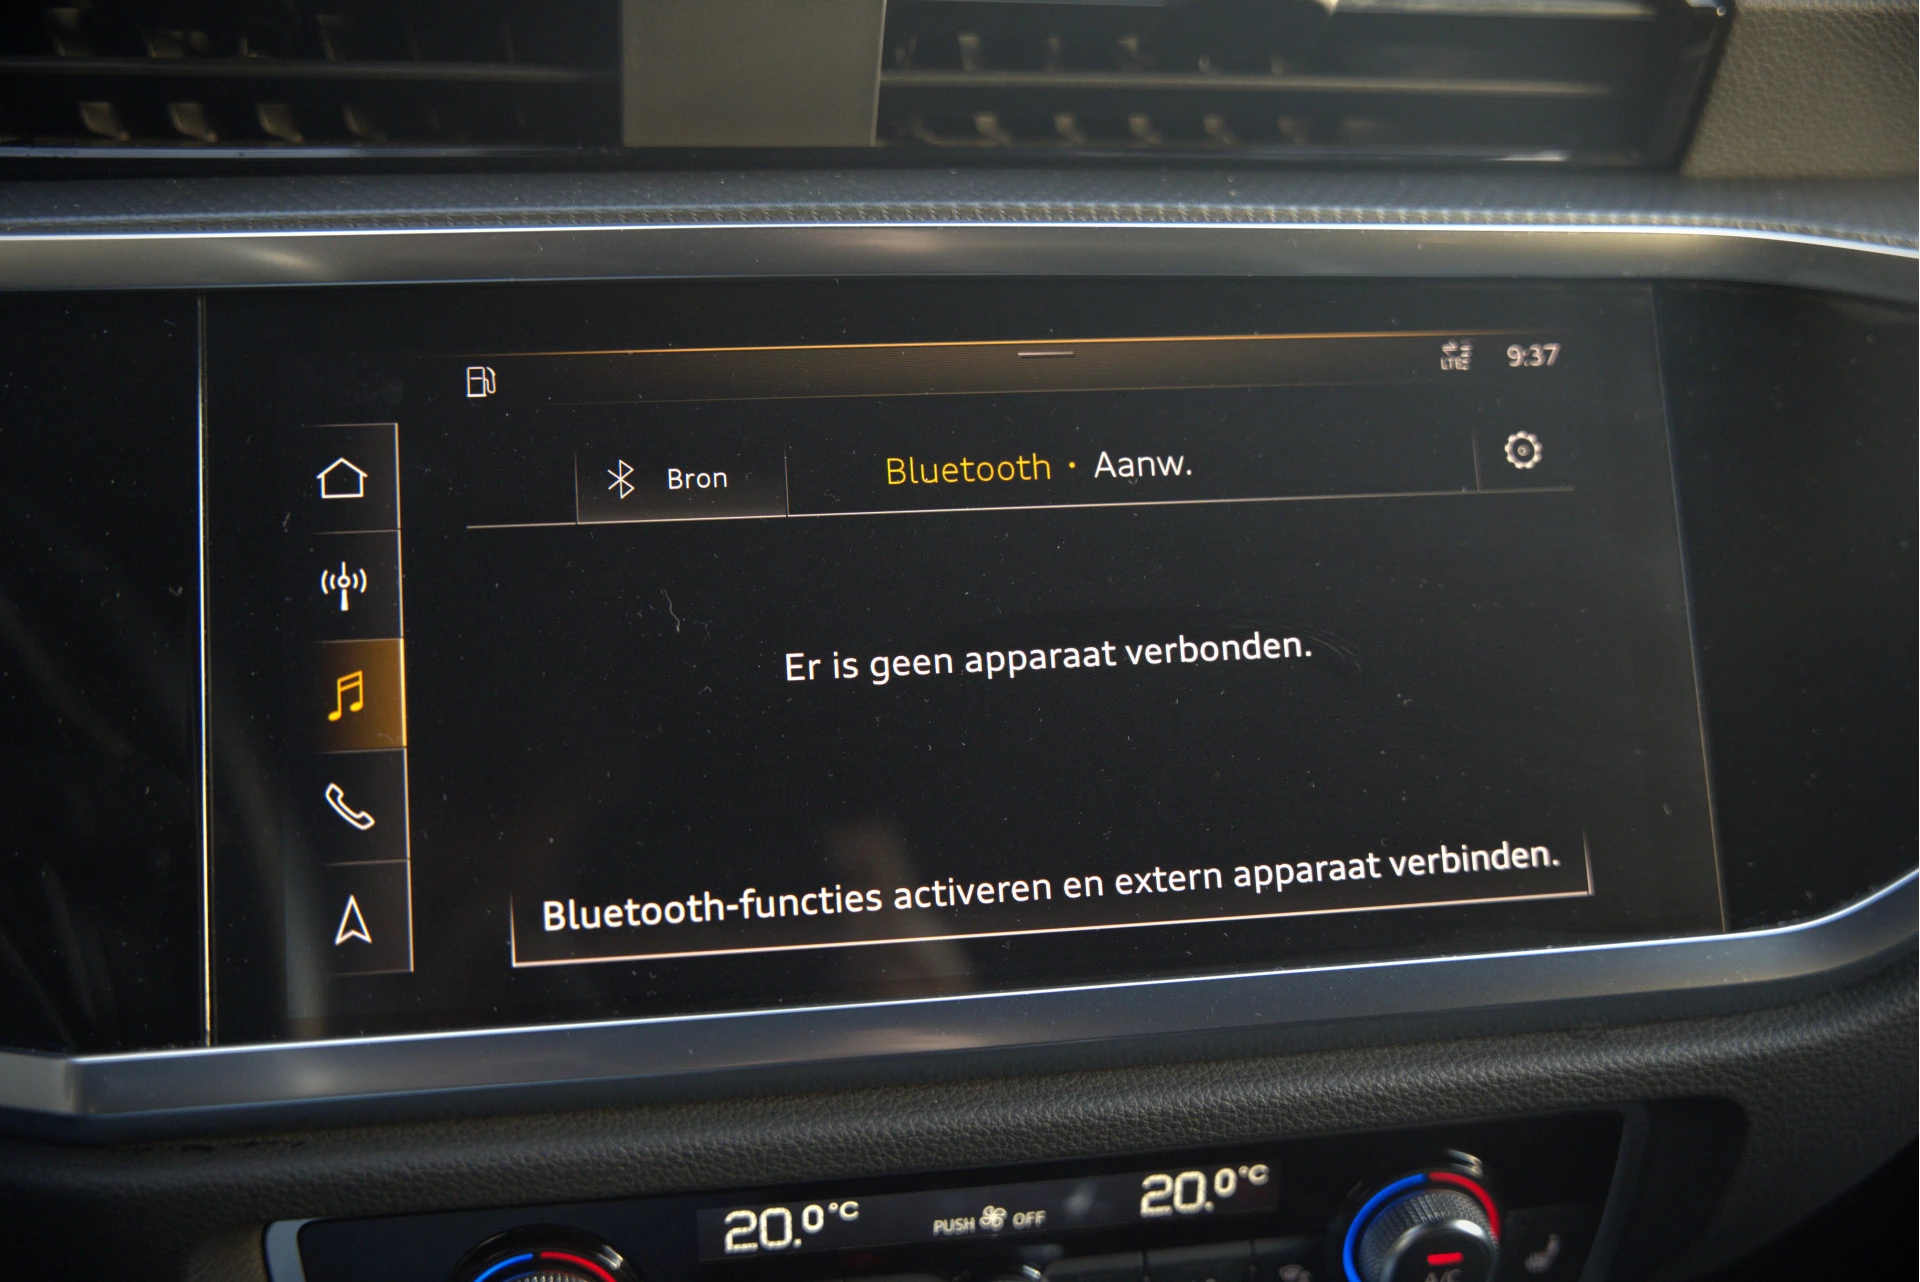 LTE 9:37
Bron
Bluetooth • Aanw.
Er is geen apparaat verbonden.
Bluetooth-functies activeren en extern apparaat verbinden.
20.0°C PUSH OFF 20.0°C
A/C